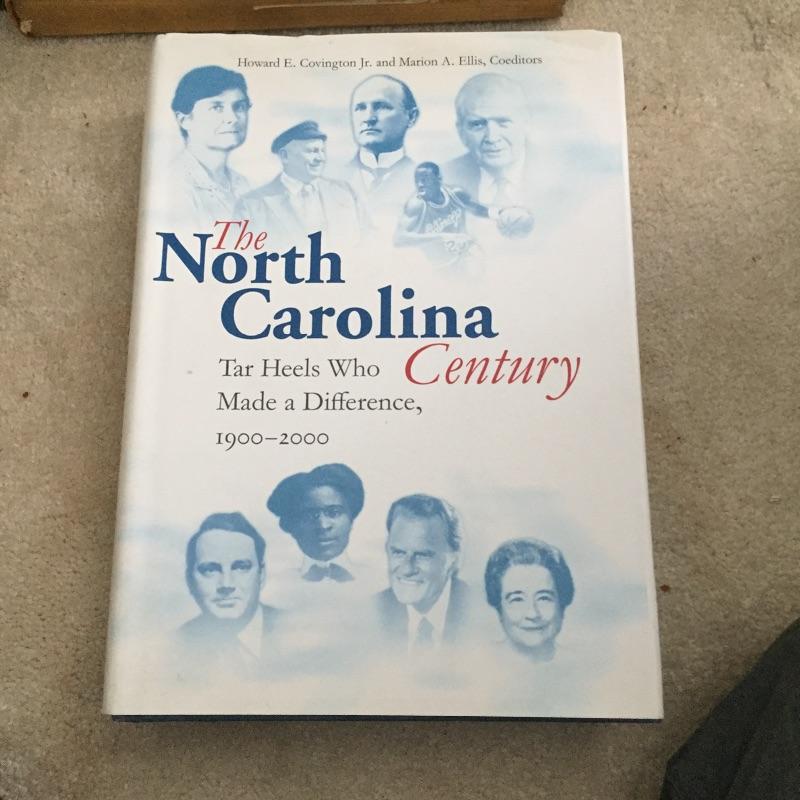 Howard E. Covington Jr. and Marion A. Ellis, Coeditors
The
North
Carolina
Century
Tar Heels Who
Made a Difference,
1900–2000